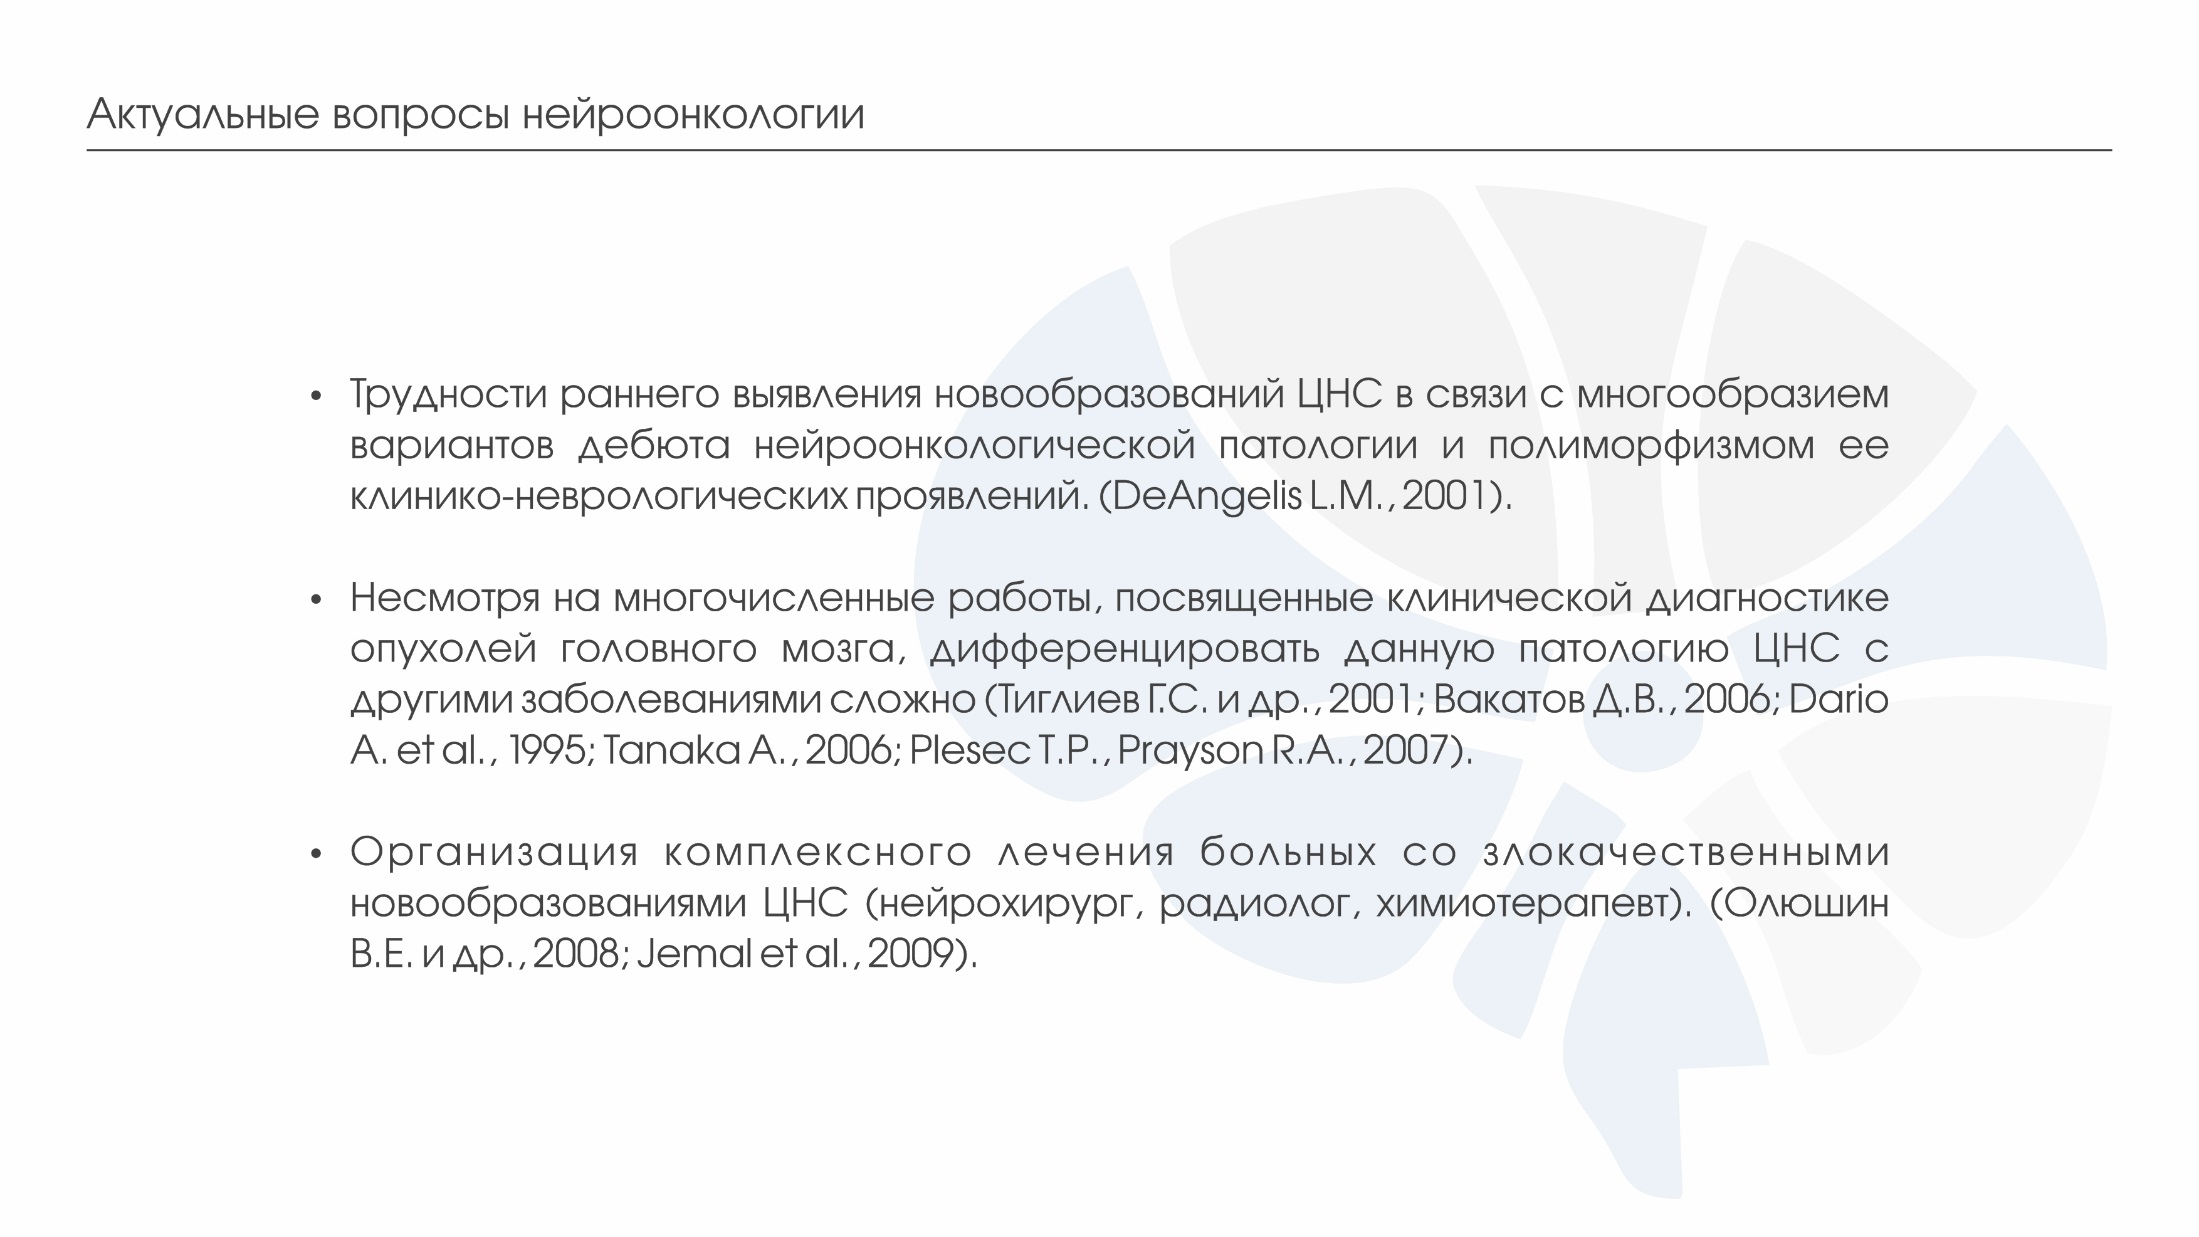 Актуальные вопросы нейроонкологии
• Трудности раннего выявления новообразований ЦНС в связи с многообразием
вариантов дебюта нейроонкологической патологии и полиморфизмом ее
клинико-неврологических проявлений. (DeAngelis L.M., 2001).
• Несмотря на многочисленные работы, посвященные клинической диагностике
опухолей головного мозга, дифференцировать данную патологию ЦНС с
другими заболеваниями сложно (Тиглиев Г.С. и др., 2001; Вакатов Д.В., 2006; Dario
A. et al., 1995; Tanaka A., 2006; Plesec T.P., Prayson R.A., 2007).
• Организация комплексного лечения больных со злокачественными
новообразованиями ЦНС (нейрохирург, радиолог, химиотерапевт). (Олюшин
В.Е. и др., 2008; Jemal et al., 2009).